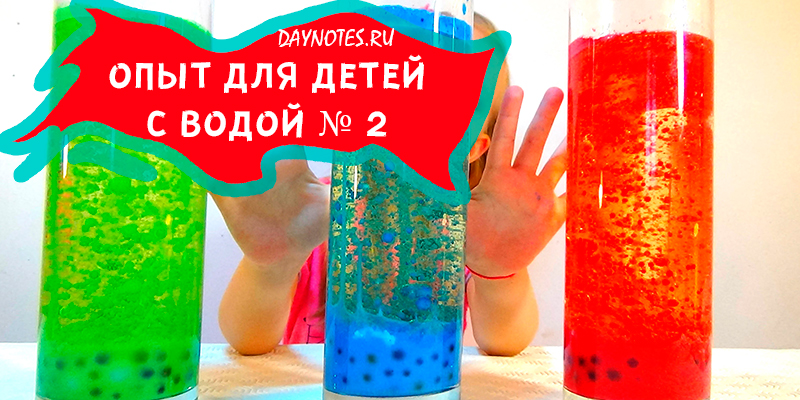 DAYNOTES.RU
ОПЫТ ДЛЯ ДЕТЕЙ
С ВОДОЙ № 2